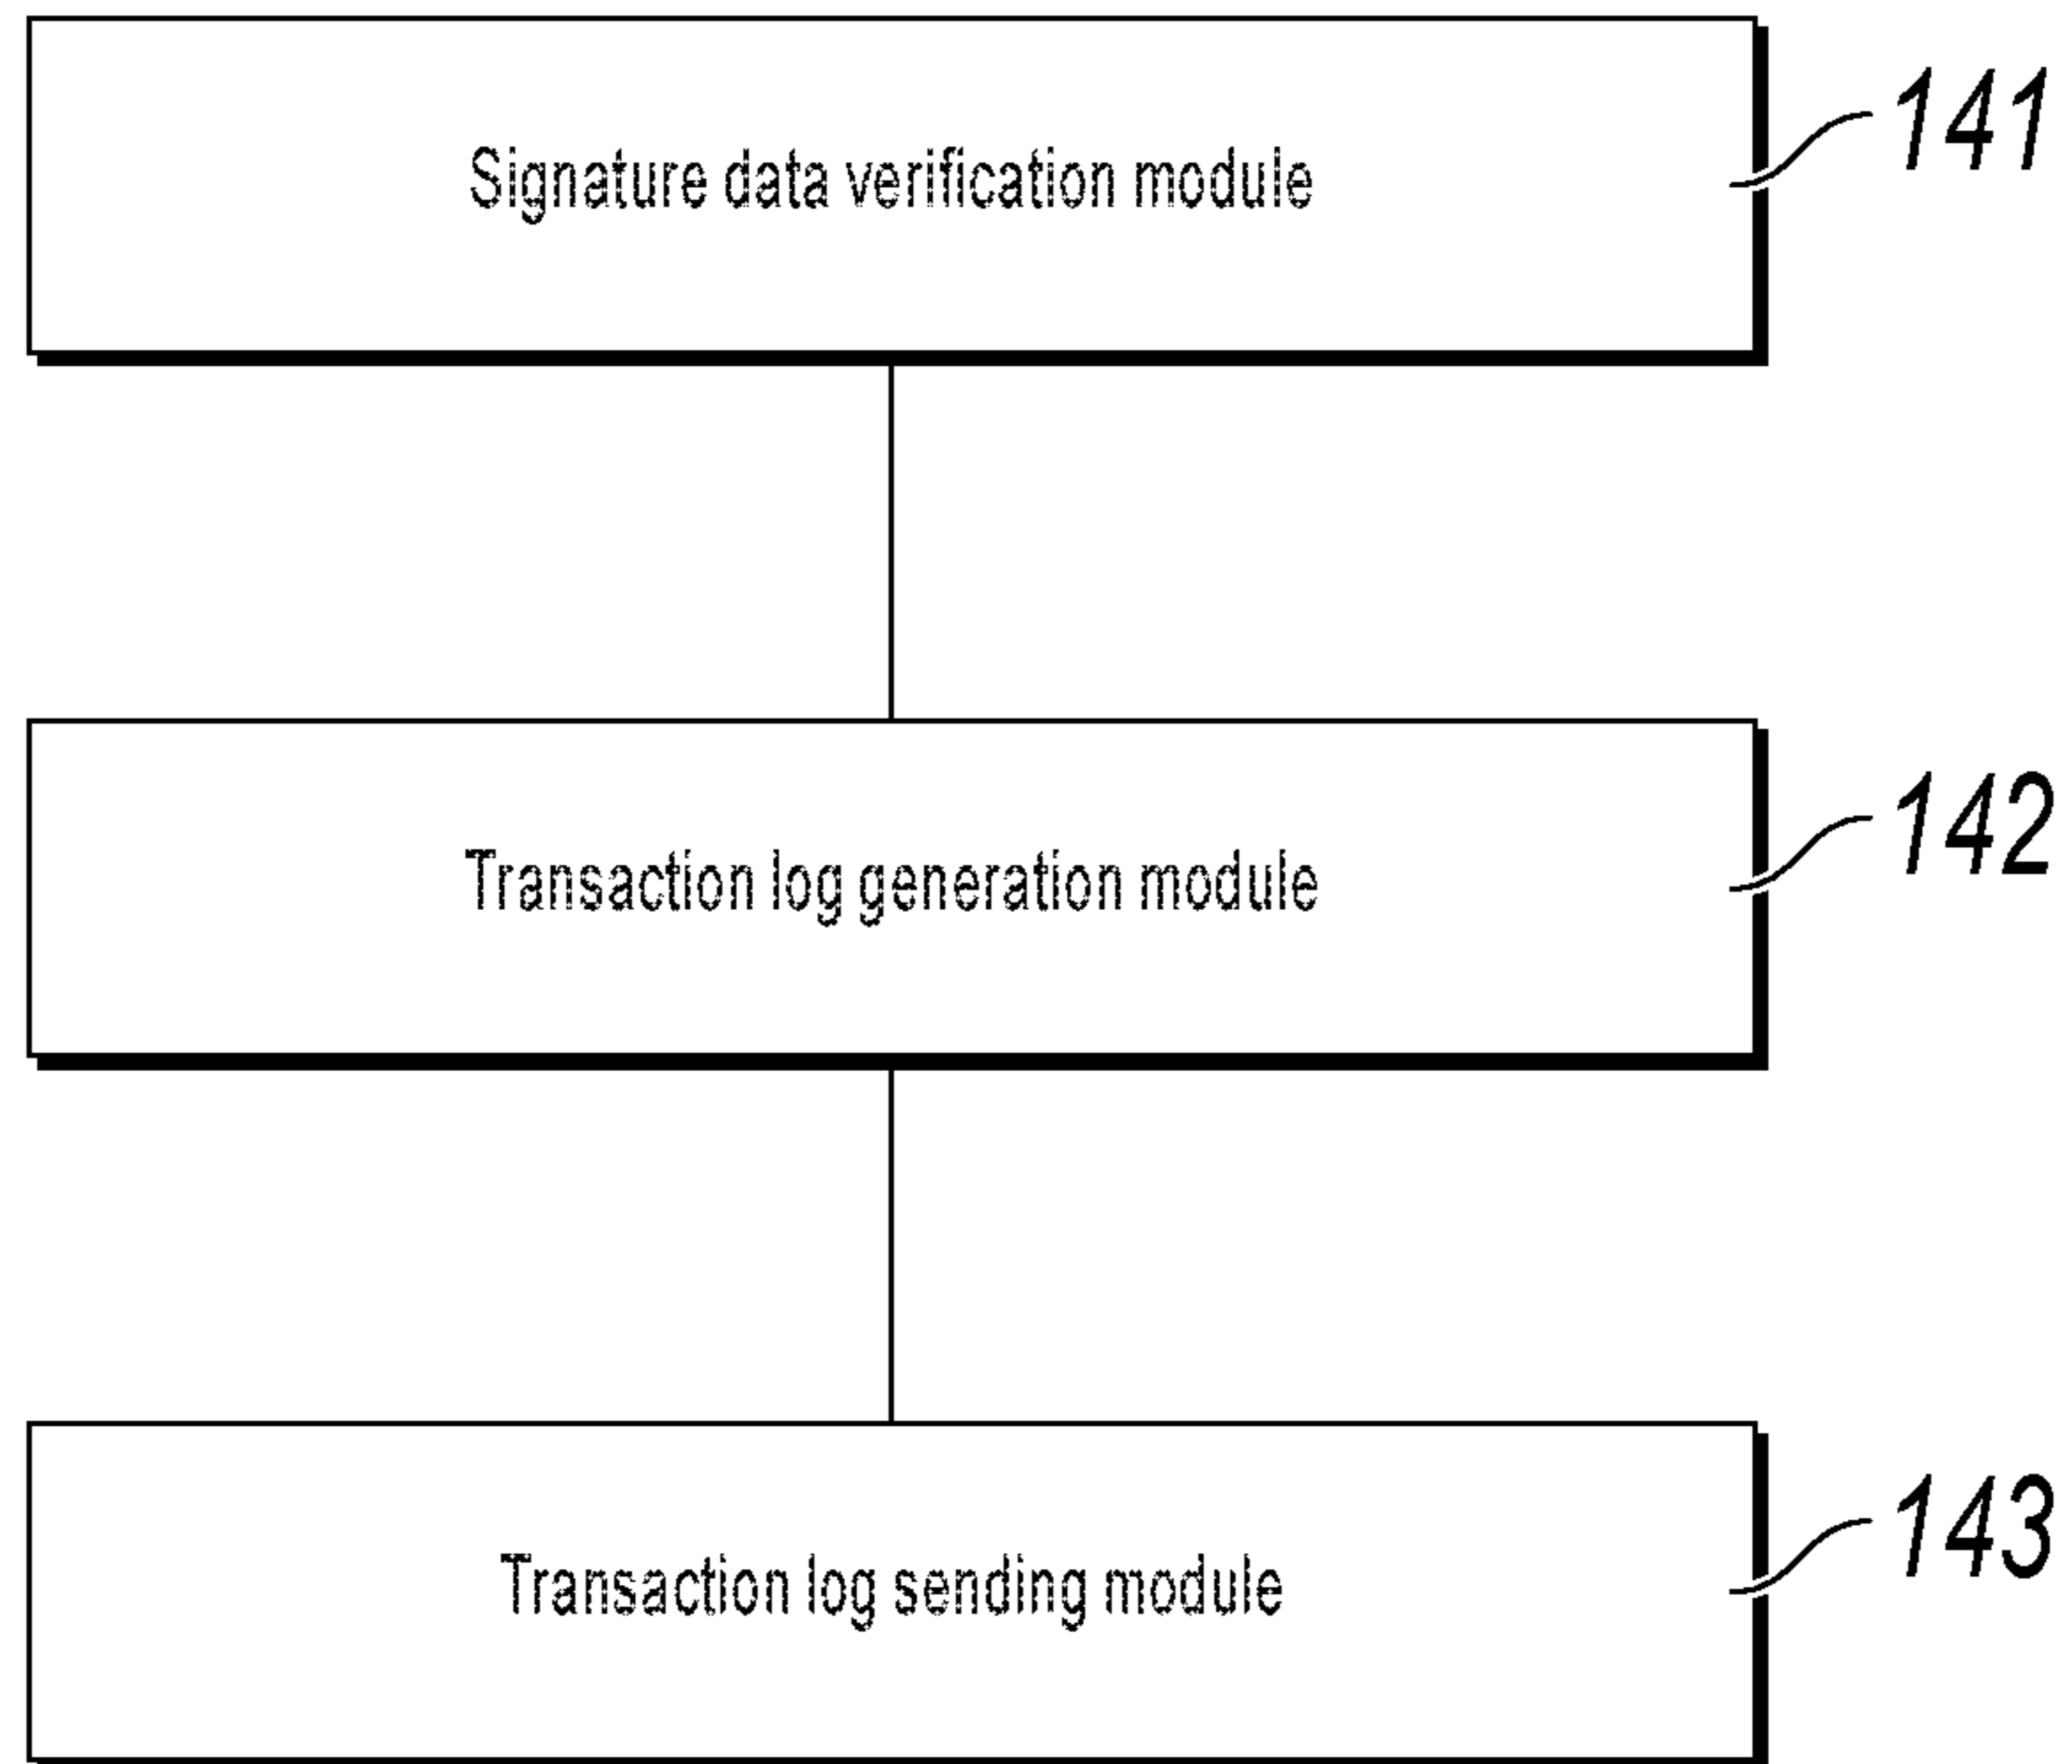 Signature data verification module
141
Transaction log generation module
142
Transaction log sending module
143